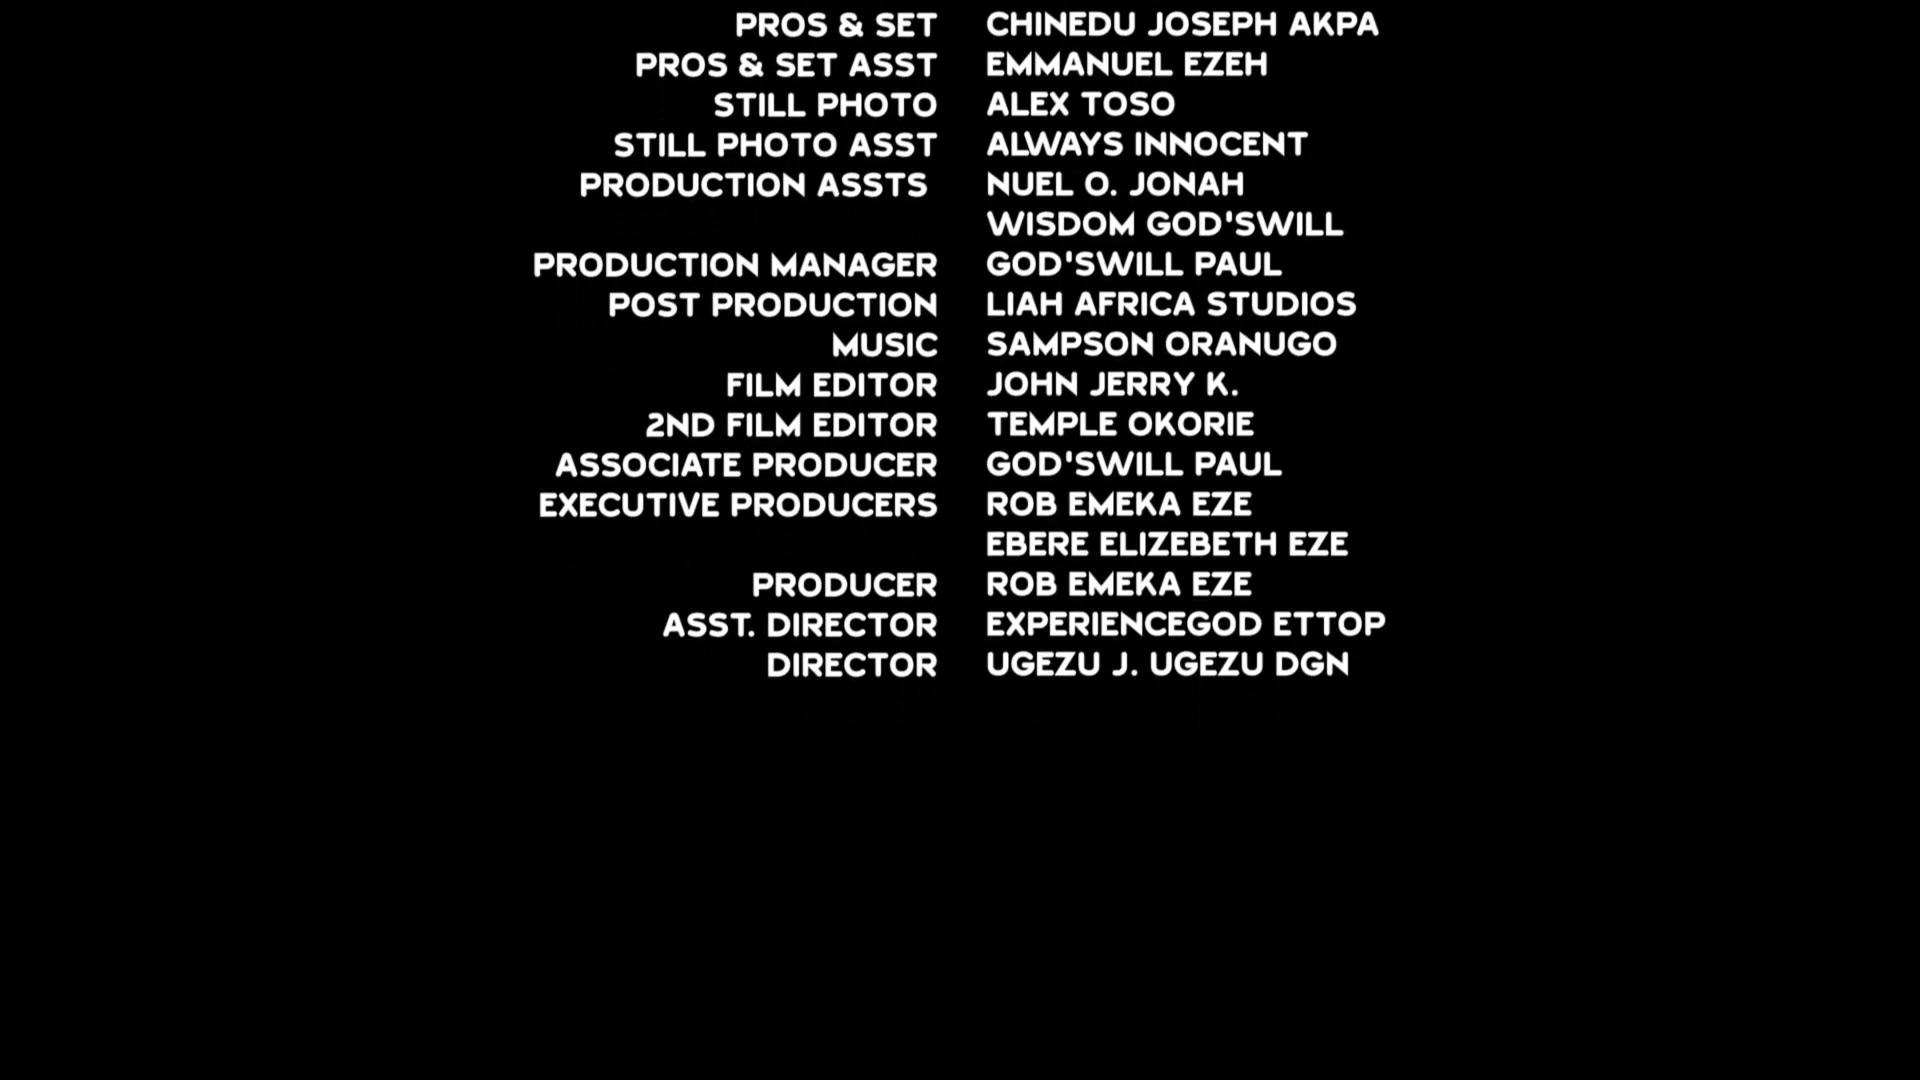 PROS & SET CHINEDU JOSEPH AKPA
PROS & SET ASST EMMANUEL EZEH
STILL PHOTO ALEX TOSO
STILL PHOTO ASST ALWAYS INNOCENT
PRODUCTION ASSTS NUEL O. JONAH
WISDOM GOD'SWILL
PRODUCTION MANAGER GOD'SWILL PAUL
POST PRODUCTION LIAH AFRICA STUDIOS
MUSIC SAMPSON ORANUGO
FILM EDITOR JOHN JERRY K.
2ND FILM EDITOR TEMPLE OKORIE
ASSOCIATE PRODUCER GOD'SWILL PAUL
EXECUTIVE PRODUCERS ROB EMEKA EZE
EBERE ELIZEBETH EZE
PRODUCER ROB EMEKA EZE
ASST. DIRECTOR EXPERIENCEGOD ETTOP
DIRECTOR UGEZU J. UGEZU DGN